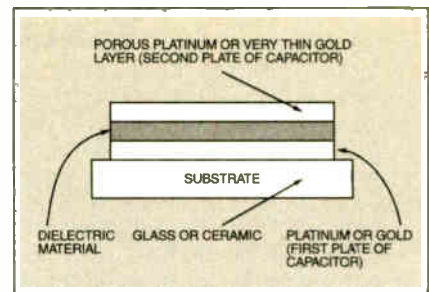 POROUS PLATINUM OR VERY THIN GOLD
LAYER (SECOND PLATE OF CAPACITOR)
SUBSTRATE
DIELECTRIC
MATERIAL
GLASS OR CERAMIC
PLATINUM OR GOLD
(FIRST PLATE OF
CAPACITOR)